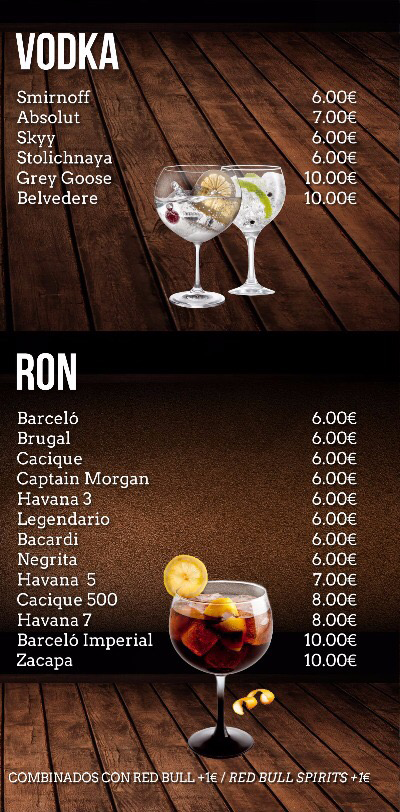 VODKA
Smirnoff 6.00€
Absolut 7.00€
Skyy 6.00€
Stolichnaya 6.00€
Grey Goose 10.00€
Belvedere 10.00€
RON
Barceló 6.00€
Brugal 6.00€
Cacique 6.00€
Captain Morgan 6.00€
Havana 3 6.00€
Legendario 6.00€
Bacardi 6.00€
Negrita 6.00€
Havana 5 7.00€
Cacique 500 8.00€
Havana 7 8.00€
Barceló Imperial 10.00€
Zacapa 10.00€
COMBINADOS CON RED BULL +1€ / RED BULL SPIRITS +1€